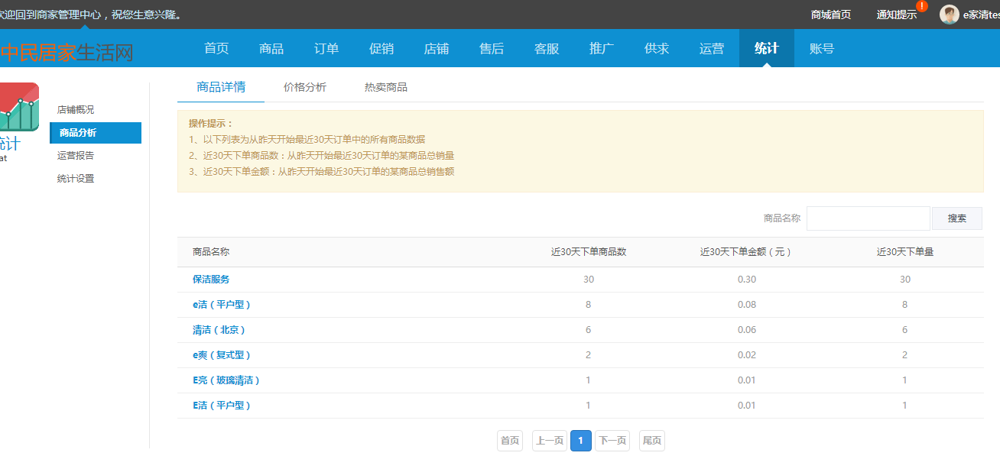 欢迎回到商家管理中心，祝您生意兴隆。
商城首页 通知提示 ! e家清tes
中民居家生活网
首页 商品 订单 促销 店铺 售后 客服 推广 供求 运营 统计 账号
统计
at
店铺概况
商品分析
运营报告
统计设置
商品详情 价格分析 热卖商品
操作提示：
1、以下列表为从昨天开始最近30天订单中的所有商品数据
2、近30天下单商品数：从昨天开始最近30天订单的某商品总销量
3、近30天下单金额：从昨天开始最近30天订单的某商品总销售额
商品名称 搜索
商品名称 近30天下单商品数 近30天下单金额（元） 近30天下单量
保洁服务 30 0.30 30
e洁（平户型） 8 0.08 8
清洁（北京） 6 0.06 6
e爽（复式型） 2 0.02 2
E亮（玻璃清洁） 1 0.01 1
E洁（平户型） 1 0.01 1
首页 上一页 1 下一页 尾页